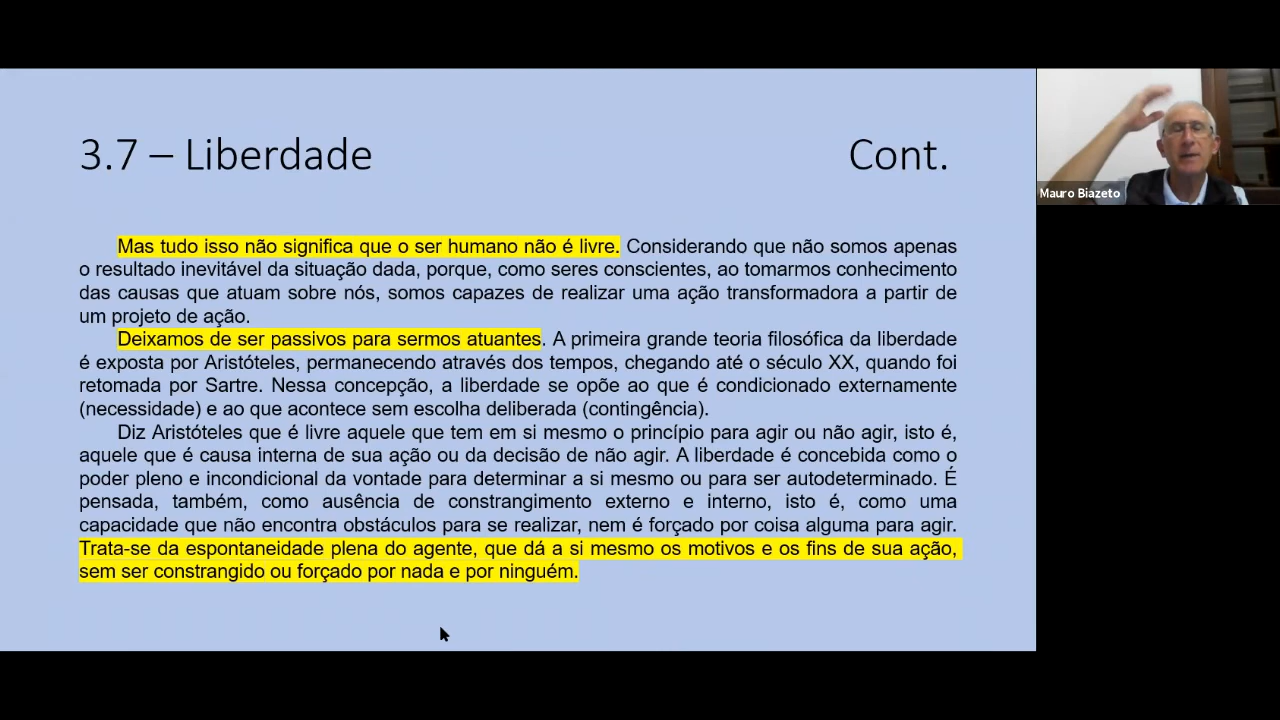 3.7 – Liberdade Cont.
Mauro Biazeto
Mas tudo isso não significa que o ser humano não é livre. Considerando que não somos apenas
o resultado inevitável da situação dada, porque, como seres conscientes, ao tomarmos conhecimento
das causas que atuam sobre nós, somos capazes de realizar uma ação transformadora a partir de
um projeto de ação.
Deixamos de ser passivos para sermos atuantes. A primeira grande teoria filosófica da liberdade
é exposta por Aristóteles, permanecendo através dos tempos, chegando até o século XX, quando foi
retomada por Sartre. Nessa concepção, a liberdade se opõe ao que é condicionado externamente
(necessidade) e ao que acontece sem escolha deliberada (contingência).
Diz Aristóteles que é livre aquele que tem em si mesmo o princípio para agir ou não agir, isto é,
aquele que é causa interna de sua ação ou da decisão de não agir. A liberdade é concebida como o
poder pleno e incondicional da vontade para determinar a si mesmo ou para ser autodeterminado. É
pensada, também, como ausência de constrangimento externo e interno, isto é, como uma
capacidade que não encontra obstáculos para se realizar, nem é forçado por coisa alguma para agir.
Trata-se da espontaneidade plena do agente, que dá a si mesmo os motivos e os fins de sua ação,
sem ser constrangido ou forçado por nada e por ninguém.